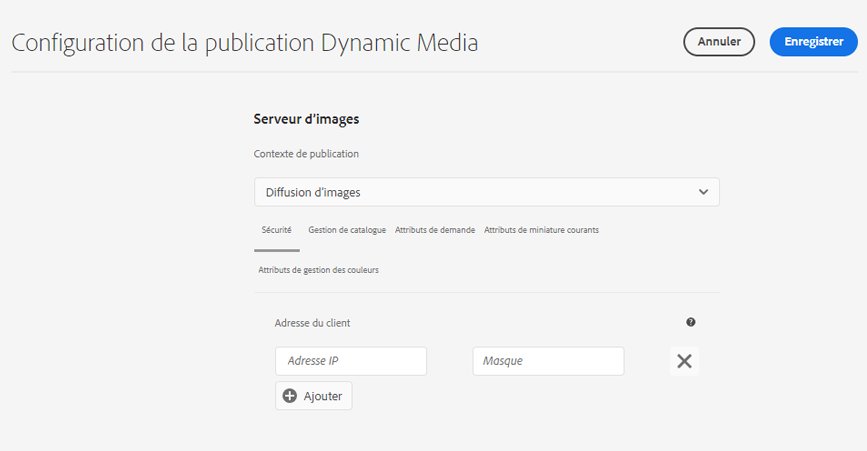 Configuration de la publication Dynamic Media
Annuler
Enregistrer
Serveur d’images
Contexte de publication
Diffusion d’images
Sécurité Gestion de catalogue Attributs de demande Attributs de miniature courants
Attributs de gestion des couleurs
Adresse du client
Adresse IP
Masque
Ajouter